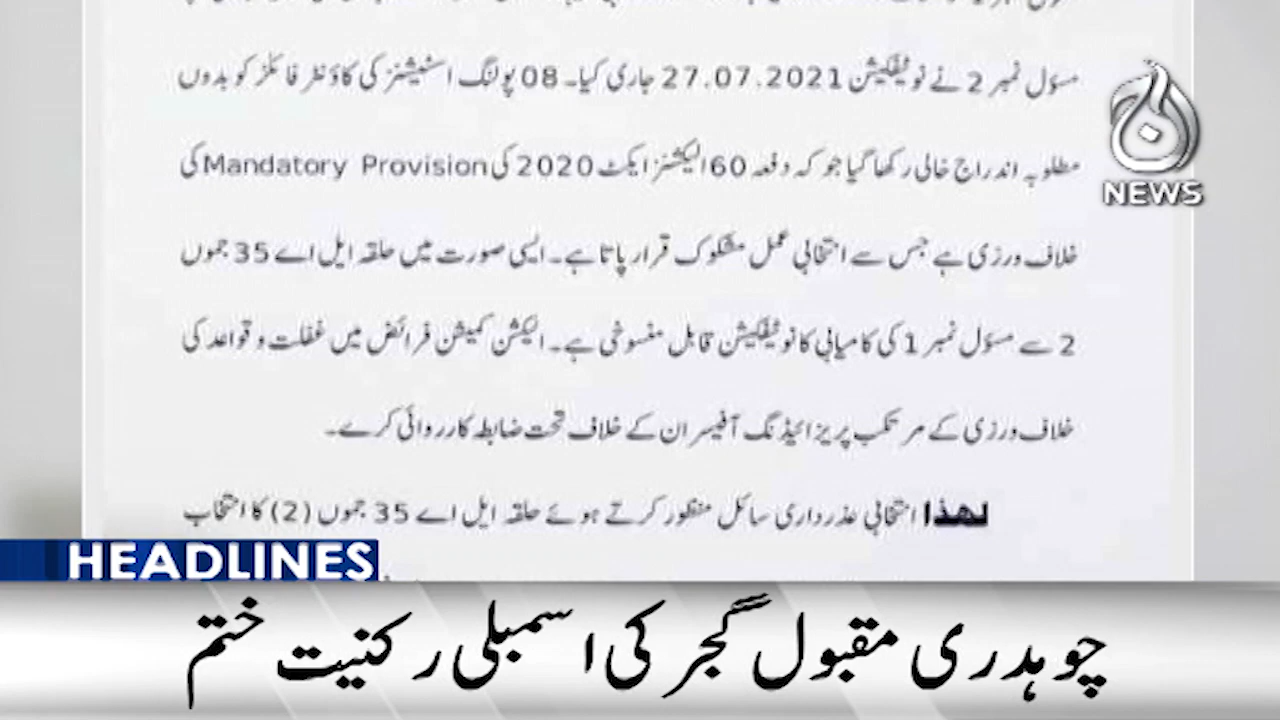 مسؤل نمبر 2 نے نوٹیفکیشن 27.07.2021 جاری کیا۔ 08 پولنگ اسٹیشنز کی کاؤنٹر فائلز کو بدوں
مطلوبہ اندراج خالی رکھا گیا جو کہ دفعہ 60 الیکشنز ایکٹ 2020 کی Mandatory Provision کی
خلاف ورزی ہے جس سے انتخابی عمل مشکوک قرار پاتا ہے۔ ایسی صورت میں حلقہ ایل اے 35 جموں
2 سے مسؤل نمبر 1 کی کامیابی کا نوٹیفکیشن قابل منسوخی ہے۔ الیکشن کمیشن فرائض میں غفلت و قواعد کی
خلاف ورزی کے مرتکب پریزائیڈنگ آفیسران کے خلاف تحت ضابطہ کارروائی کرے۔
لھذا انتخابی عذرداری سائل منظور کرتے ہوئے حلقہ ایل اے 35 جموں (2) کا انتخاب
NEWS
HEADLINES
چوہدری مقبول گجر کی اسمبلی رکنیت ختم